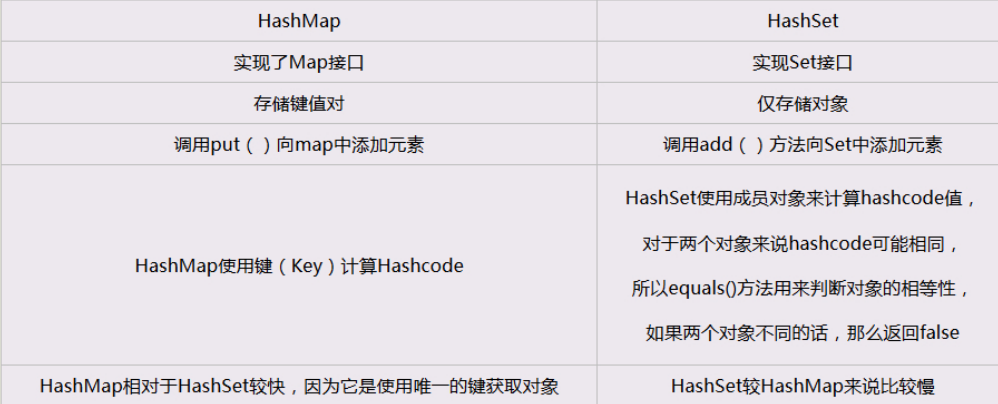 HashMap
HashSet
实现了Map接口
实现Set接口
存储键值对
仅存储对象
调用put（）向map中添加元素
调用add（）方法向Set中添加元素
HashMap使用键（Key）计算Hashcode
HashSet使用成员对象来计算hashcode值，
对于两个对象来说hashcode可能相同，
所以equals()方法用来判断对象的相等性，
如果两个对象不同的话，那么返回false
HashMap相对于HashSet较快，因为它是使用唯一的键获取对象
HashSet较HashMap来说比较慢